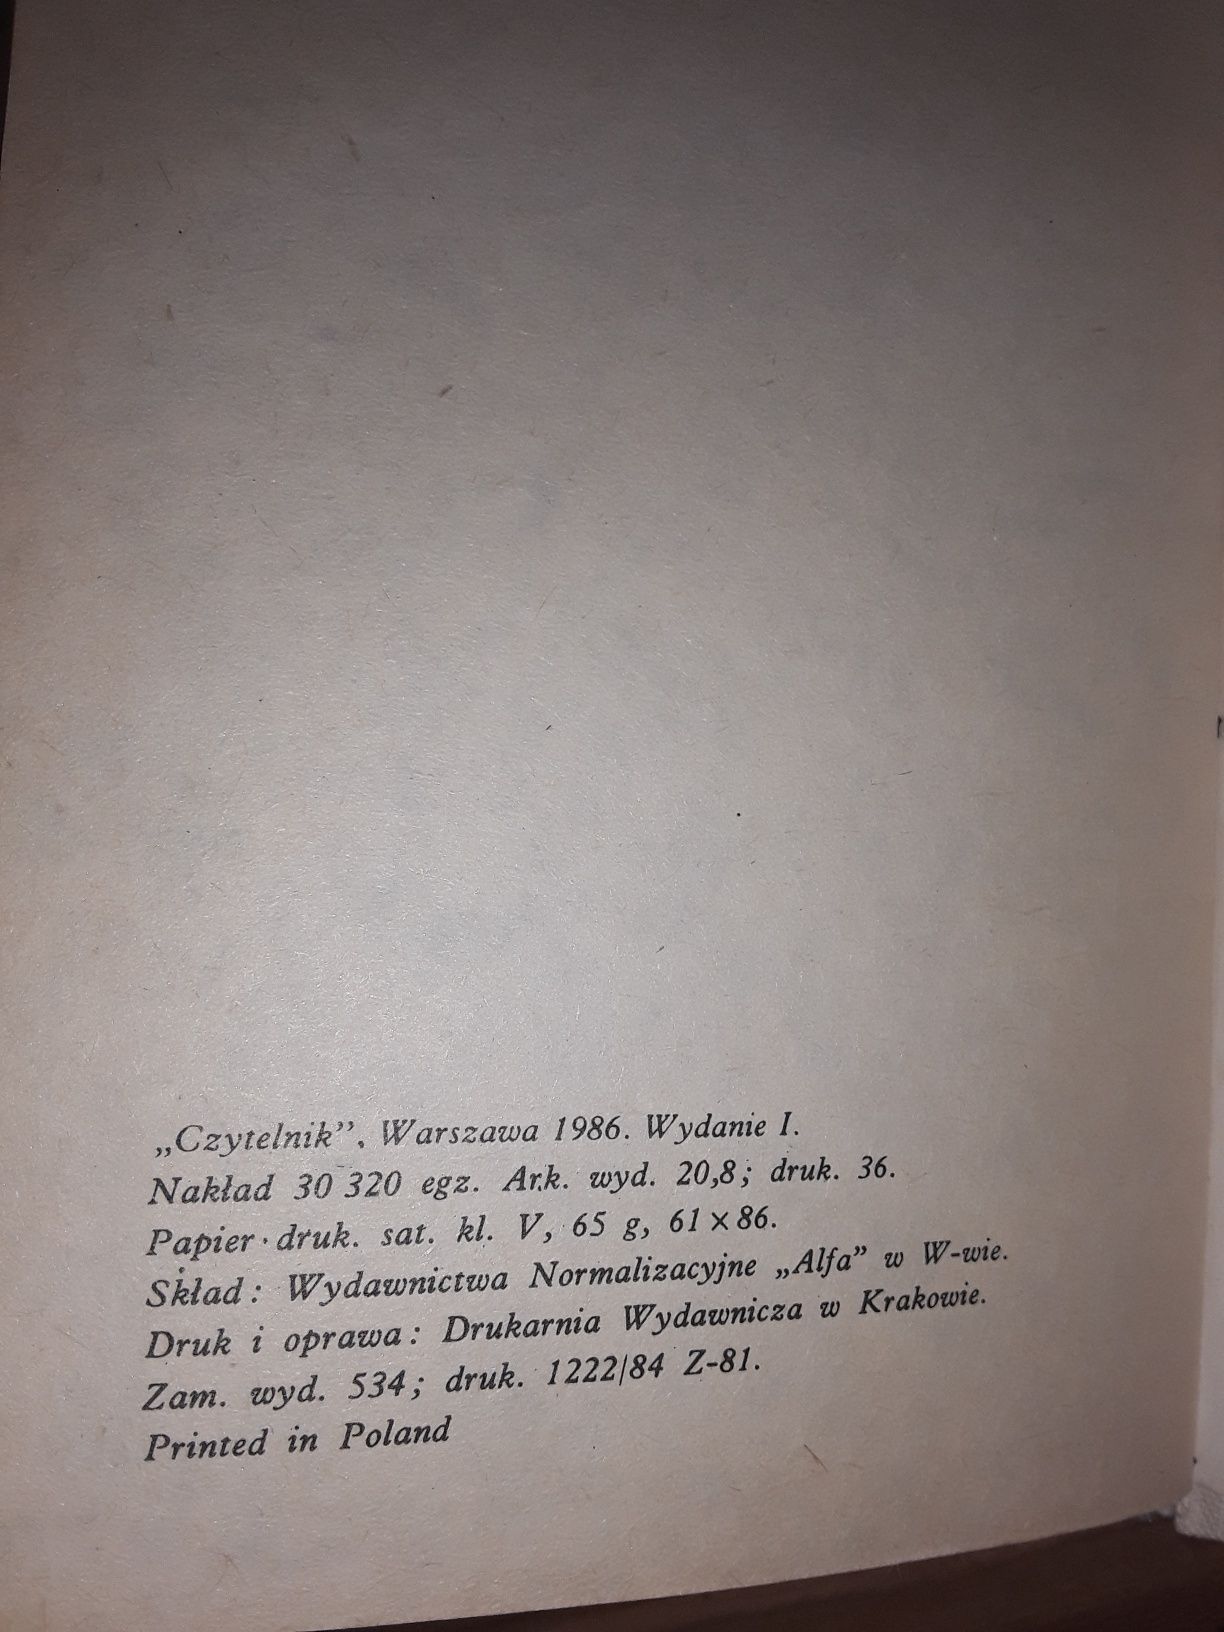 „Czytelnik”, Warszawa 1986. Wydanie I.
Nakład 30 320 egz. Ark. wyd. 20,8; druk. 36.
Papier druk. sat. kl. V, 65 g, 61 × 86.
Skład: Wydawnictwa Normalizacyjne „Alfa” w W-wie.
Druk i oprawa: Drukarnia Wydawnicza w Krakowie.
Zam. wyd. 534; druk. 1222/84 Z-81.
Printed in Poland